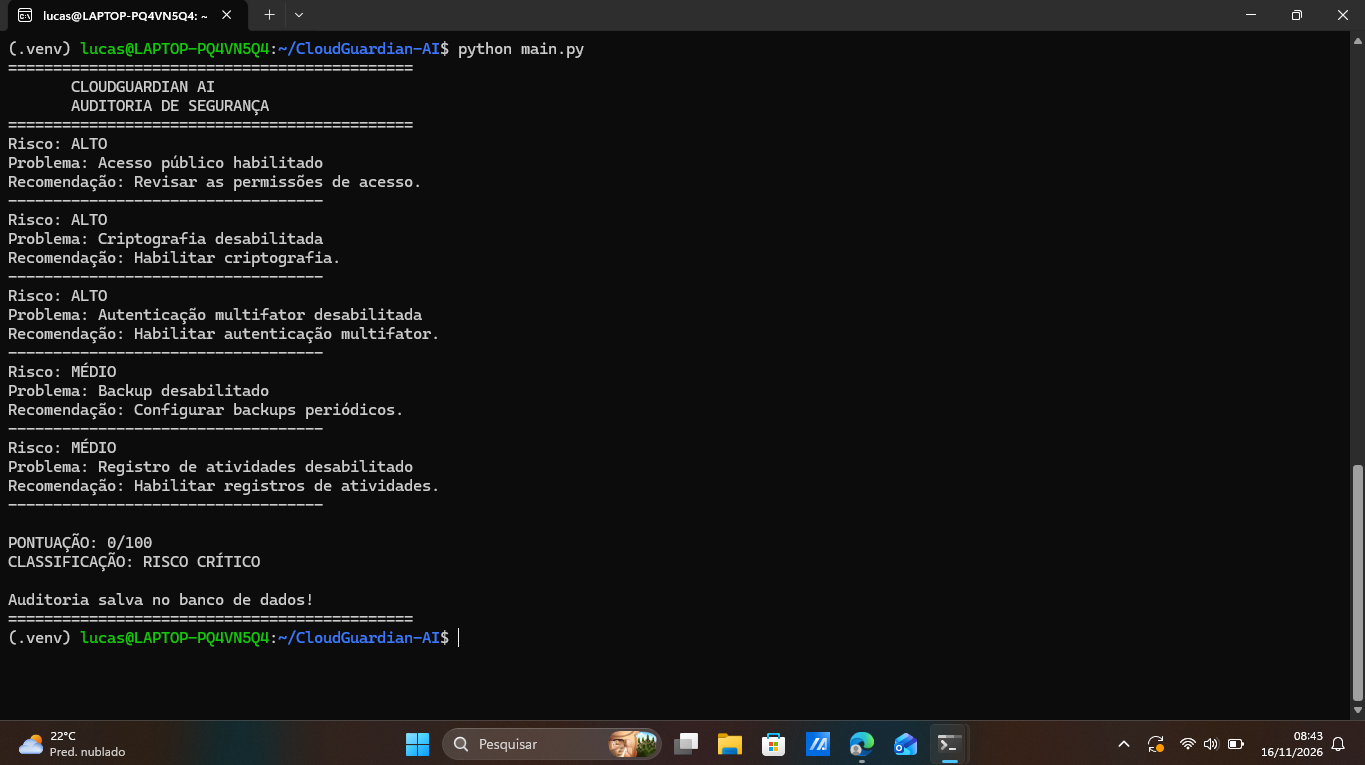 lucas@LAPTOP-PQ4VN5Q4: ~
(.venv) lucas@LAPTOP-PQ4VN5Q4:~/CloudGuardian-AI$ python main.py
=============================================
CLOUDGUARDIAN AI
AUDITORIA DE SEGURANÇA
=============================================
Risco: ALTO
Problema: Acesso público habilitado
Recomendação: Revisar as permissões de acesso.
-----------------------------------
Risco: ALTO
Problema: Criptografia desabilitada
Recomendação: Habilitar criptografia.
-----------------------------------
Risco: ALTO
Problema: Autenticação multifator desabilitada
Recomendação: Habilitar autenticação multifator.
-----------------------------------
Risco: MÉDIO
Problema: Backup desabilitado
Recomendação: Configurar backups periódicos.
-----------------------------------
Risco: MÉDIO
Problema: Registro de atividades desabilitado
Recomendação: Habilitar registros de atividades.
-----------------------------------
PONTUAÇÃO: 0/100
CLASSIFICAÇÃO: RISCO CRÍTICO
Auditoria salva no banco de dados!
=============================================
(.venv) lucas@LAPTOP-PQ4VN5Q4:~/CloudGuardian-AI$
22°C
Pred. nublado
Pesquisar
08:43
16/11/2026